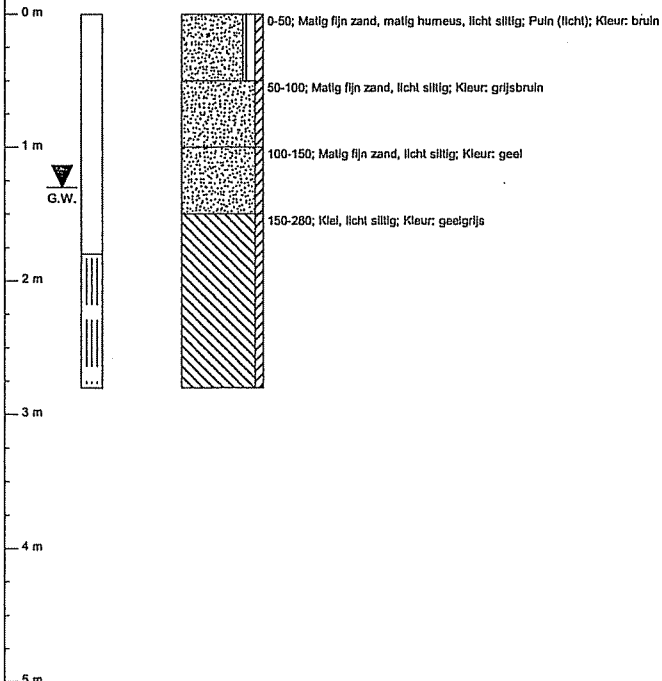 0 m
0-50; Matig fijn zand, matig humeus, licht siltig; Puin (licht); Kleur: bruin
50-100; Matig fijn zand, licht siltig; Kleur: grijsbruin
1 m
100-150; Matig fijn zand, licht siltig; Kleur: geel
G.W.
150-280; Klei, licht siltig; Kleur: geelgrijs
2 m
3 m
4 m
5 m